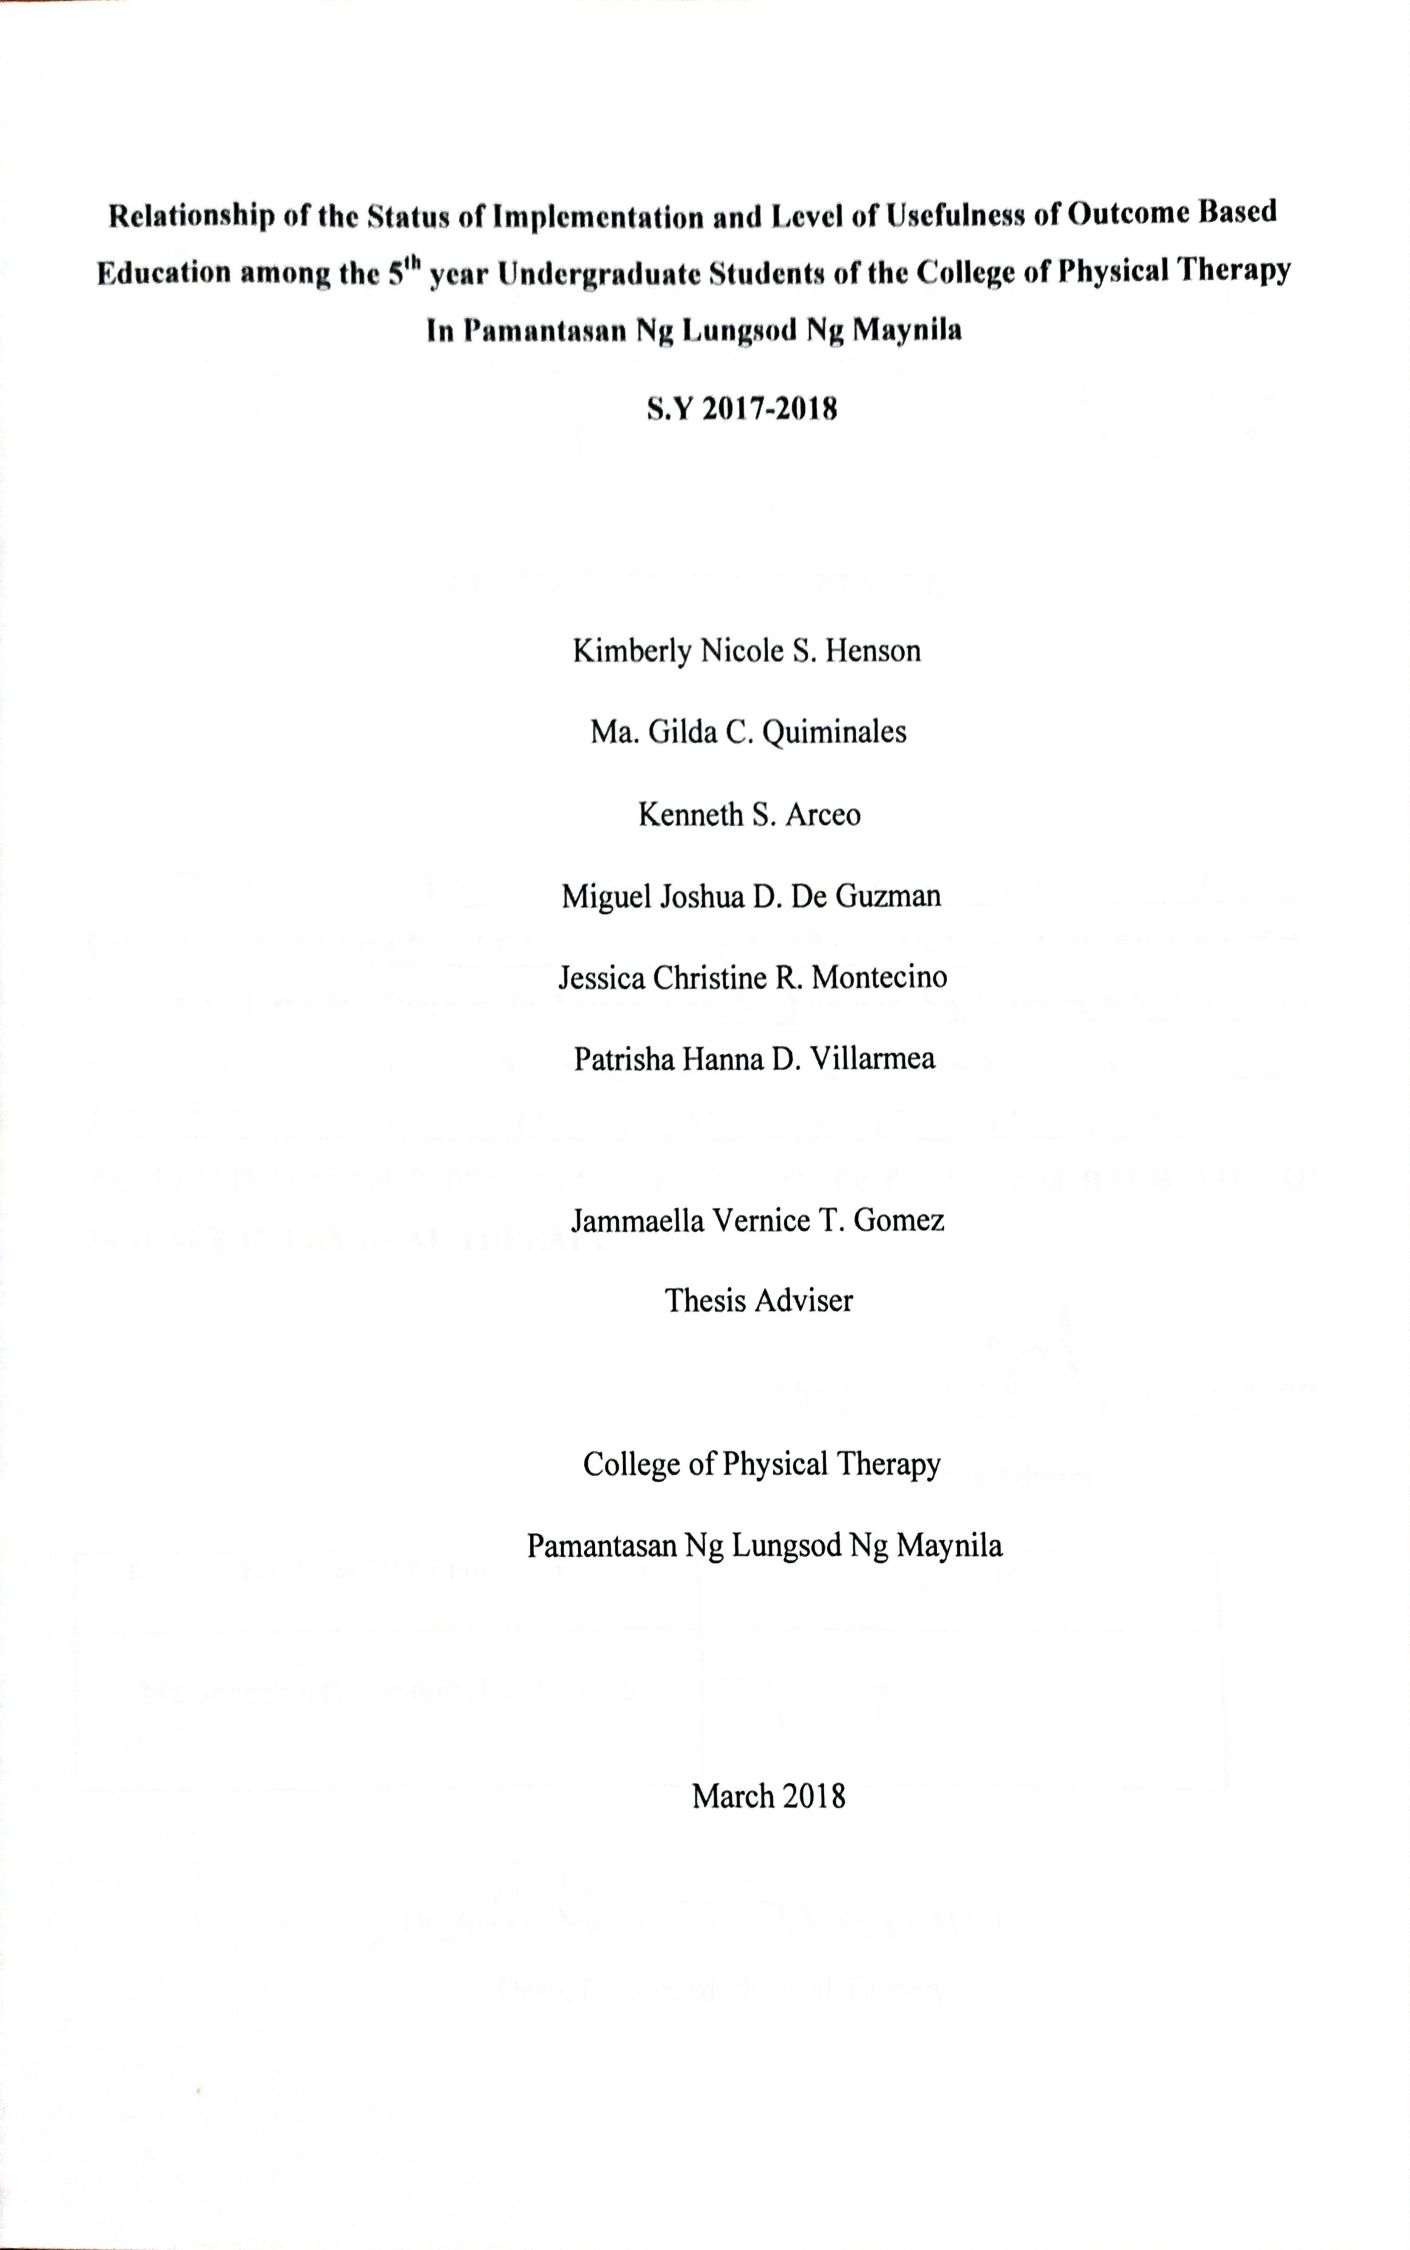 Relationship of the Status of Implementation and Level of Usefulness of Outcome Based
Education among the 5th year Undergraduate Students of the College of Physical Therapy
In Pamantasan Ng Lungsod Ng Maynila
S.Y 2017-2018
Kimberly Nicole S. Henson
Ma. Gilda C. Quiminales
Kenneth S. Arceo
Miguel Joshua D. De Guzman
Jessica Christine R. Montecino
Patrisha Hanna D. Villarmea
Jammaella Vernice T. Gomez
Thesis Adviser
College of Physical Therapy
Pamantasan Ng Lungsod Ng Maynila
March 2018